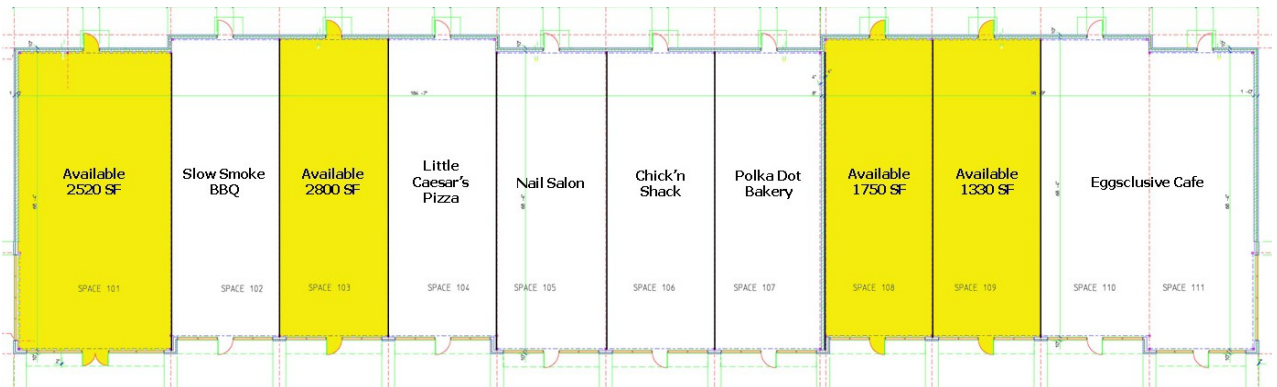 Available
2520 SF
Slow Smoke
BBQ
Available
2800 SF
Little
Caesar's
Pizza
Nail Salon
Chick'n
Shack
Polka Dot
Bakery
Available
1750 SF
Available
1330 SF
Eggsclusive Cafe
SPACE 101
SPACE 102
SPACE 103
SPACE 104
SPACE 105
SPACE 106
SPACE 107
SPACE 108
SPACE 109
SPACE 110
SPACE 111